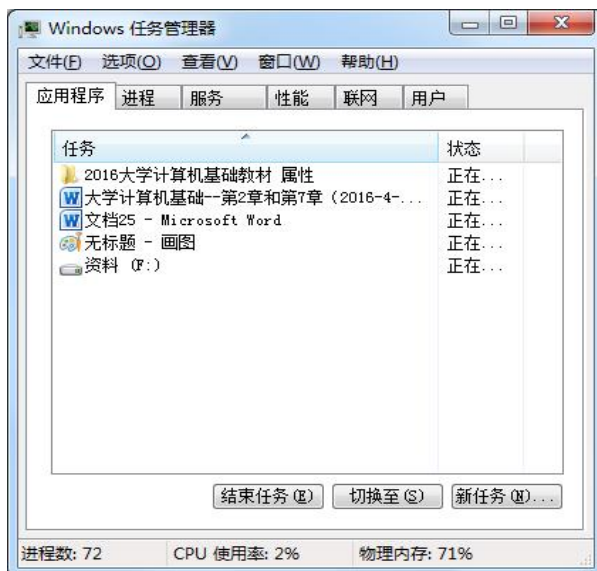 Windows 任务管理器
文件(F) 选项(O) 查看(V) 窗口(W) 帮助(H)
应用程序 进程 服务 性能 联网 用户
任务 状态
2016大学计算机基础教材 属性 正在...
大学计算机基础--第2章和第7章（2016-4-... 正在...
文档25 - Microsoft Word 正在...
无标题 - 画图 正在...
资料 (F:) 正在...
结束任务(E) 切换至(S) 新任务(N)...
进程数: 72 CPU 使用率: 2% 物理内存: 71%